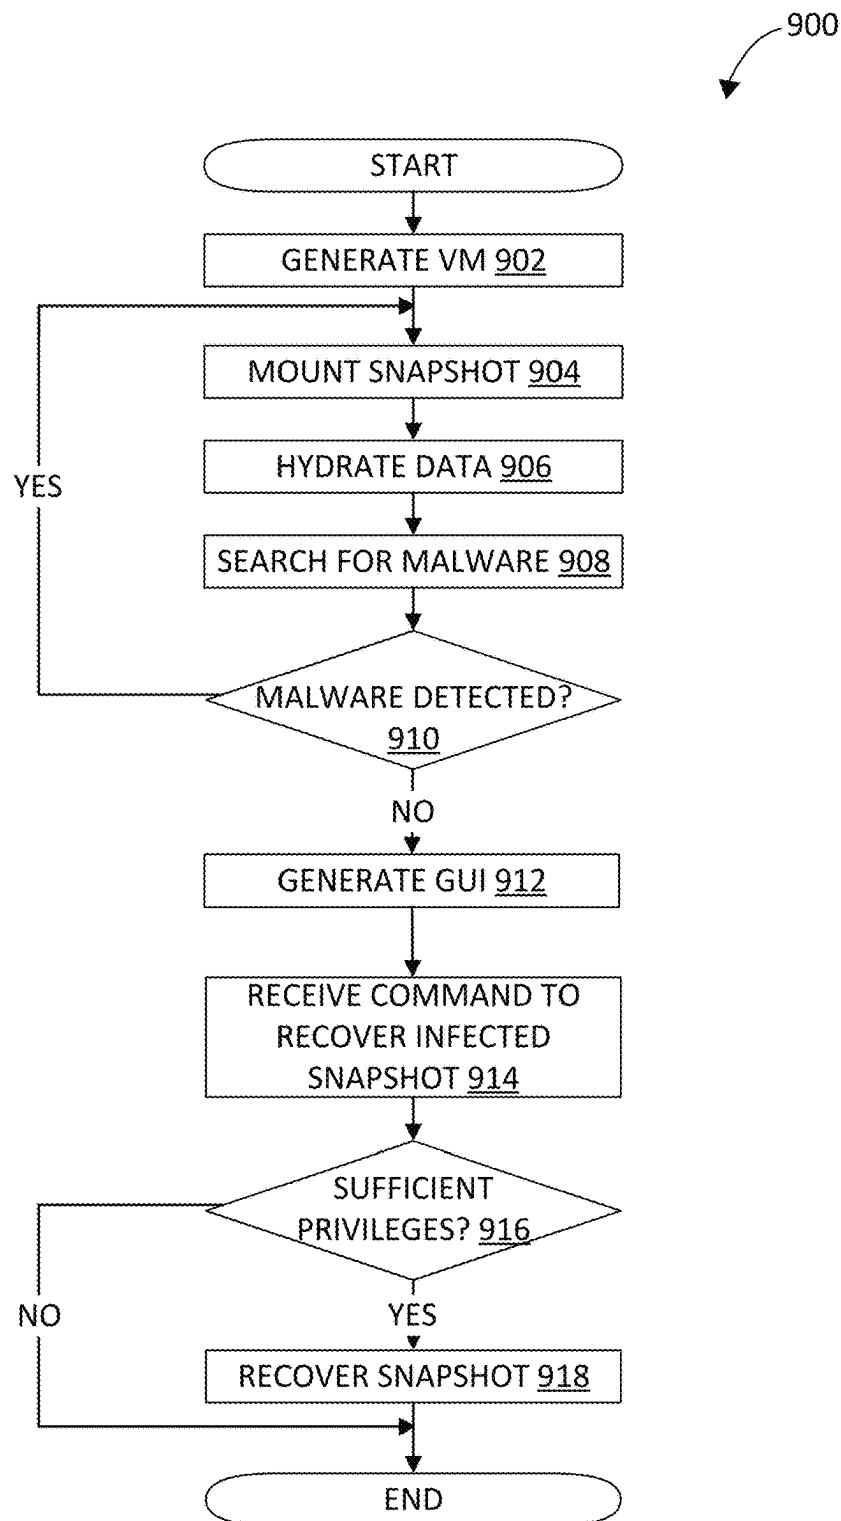 900
START
GENERATE VM 902
MOUNT SNAPSHOT 904
HYDRATE DATA 906
YES
SEARCH FOR MALWARE 908
MALWARE DETECTED?
910
NO
GENERATE GUI 912
RECEIVE COMMAND TO
RECOVER INFECTED
SNAPSHOT 914
SUFFICIENT
PRIVILEGES? 916
NO
YES
RECOVER SNAPSHOT 918
END